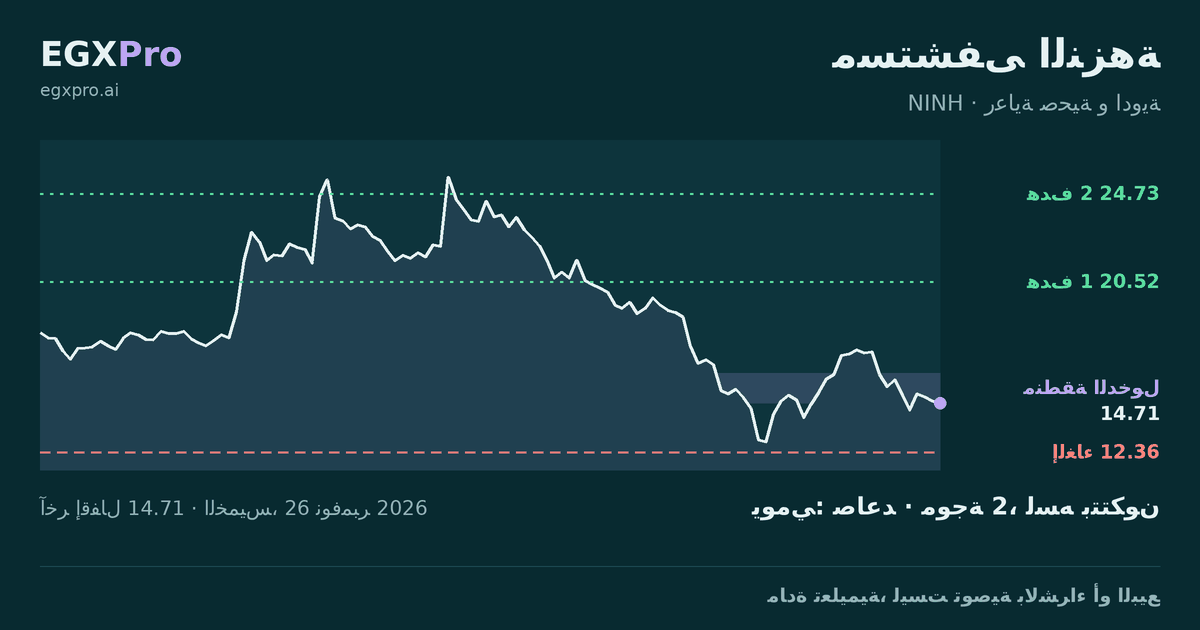 EGXPro
egxpro.ai
مستشفى النزهة
NINH · رعاية صحية و ادوية
هدف 2 24.73
هدف 1 20.52
منطقة الدخول
14.71
إلغاء 12.36
آخر إقفال 14.71 · الخميس، 26 نوفمبر 2026
يومي: صاعد · موجة 2، لسه بتتكون
مادة تعليمية، ليست توصية بالشراء أو البيع